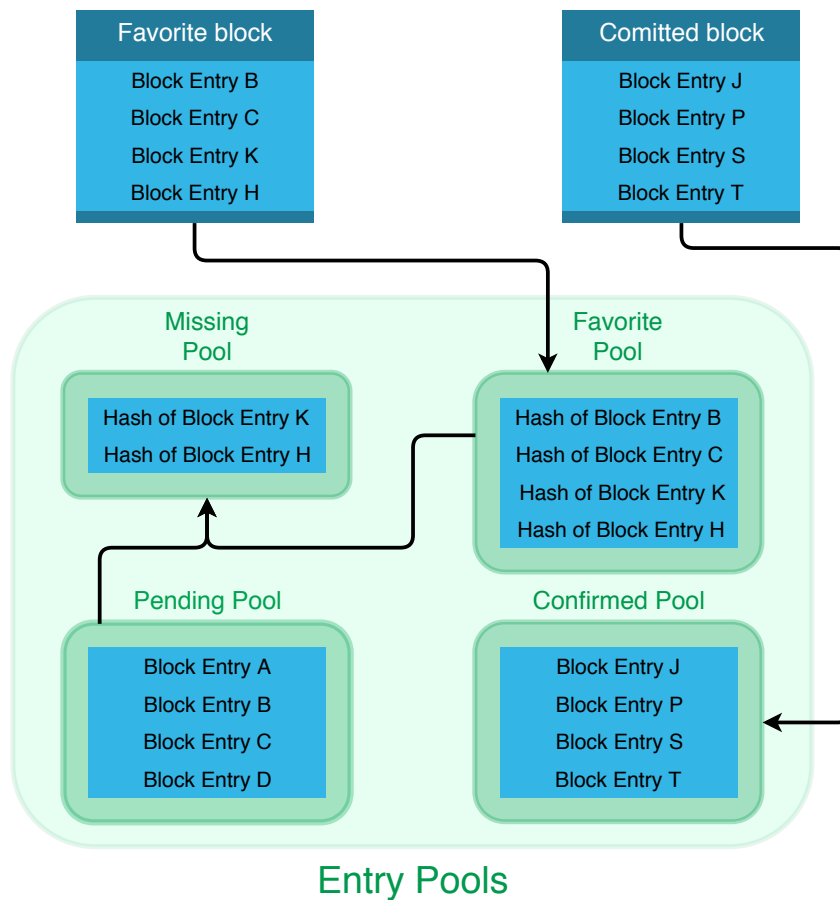 Favorite block
Block Entry B
Block Entry C
Block Entry K
Block Entry H
Comitted block
Block Entry J
Block Entry P
Block Entry S
Block Entry T
Missing
Pool
Hash of Block Entry K
Hash of Block Entry H
Favorite
Pool
Hash of Block Entry B
Hash of Block Entry C
Hash of Block Entry K
Hash of Block Entry H
Pending Pool
Block Entry A
Block Entry B
Block Entry C
Block Entry D
Confirmed Pool
Block Entry J
Block Entry P
Block Entry S
Block Entry T
Entry Pools